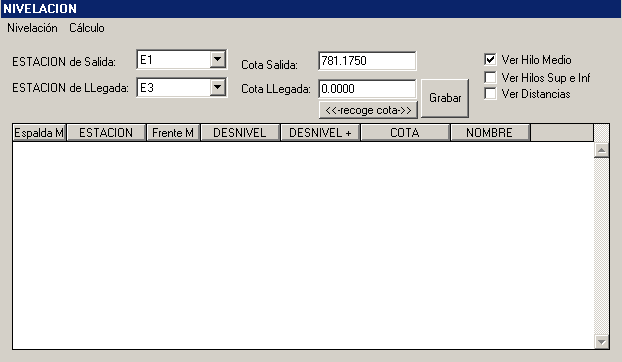 NIVELACION
Nivelación Cálculo
ESTACION de Salida: E1 Cota Salida: 781.1750 Ver Hilo Medio
Ver Hilos Sup e Inf
ESTACION de LLegada: E3 Cota LLegada: 0.0000 Grabar Ver Distancias
<<-recoge cota->>
Espalda M ESTACION Frente M DESNIVEL DESNIVEL + COTA NOMBRE